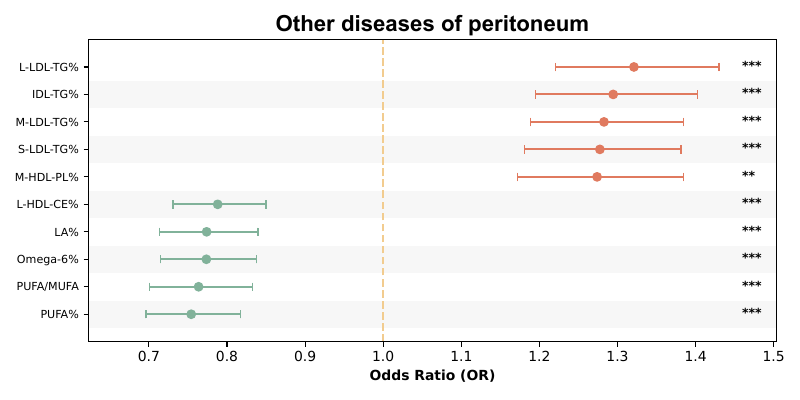 Other diseases of peritoneum
L-LDL-TG% ***
IDL-TG% ***
M-LDL-TG% ***
S-LDL-TG% ***
M-HDL-PL% **
L-HDL-CE% ***
LA% ***
Omega-6% ***
PUFA/MUFA ***
PUFA% ***
0.7 0.8 0.9 1.0 1.1 1.2 1.3 1.4 1.5
Odds Ratio (OR)